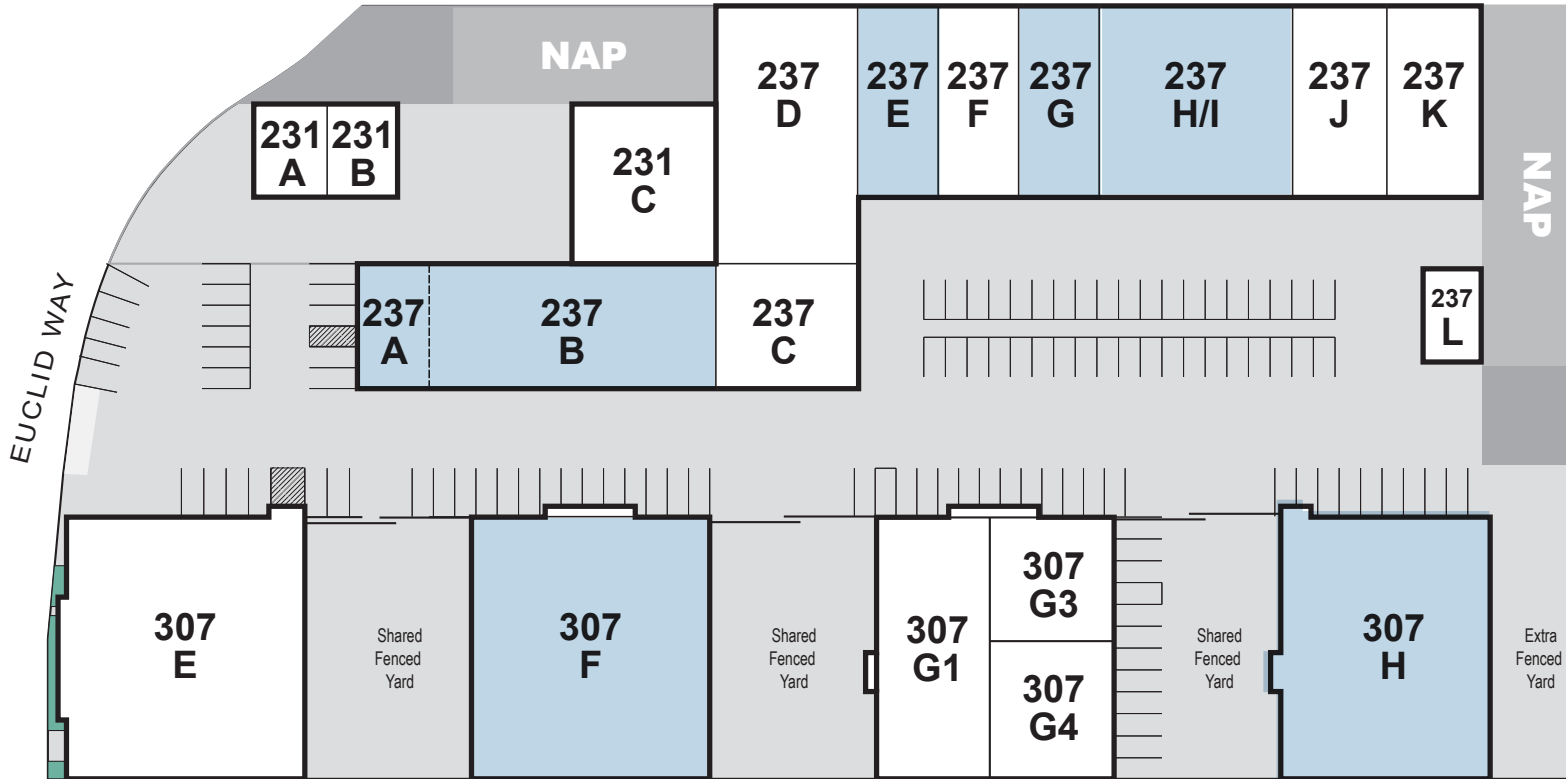 NAP
237
D
237
E
237
F
237
G
237
H/I
237
J
237
K
231
A
231
B
231
C
NAP
EUCLID WAY
237
A
237
B
237
C
237
L
307
E
Shared
Fenced
Yard
307
F
Shared
Fenced
Yard
307
G1
307
G3
307
G4
Shared
Fenced
Yard
307
H
Extra
Fenced
Yard